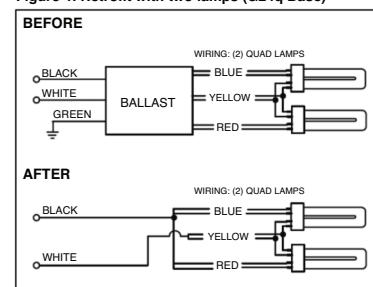 Figure 1: Retrofit with two lamps (G24q Base)
BEFORE
WIRING: (2) QUAD LAMPS
BLACK
BLUE
WHITE
BALLAST
YELLOW
GREEN
RED
AFTER
WIRING: (2) QUAD LAMPS
BLACK
BLUE
YELLOW
WHITE
RED